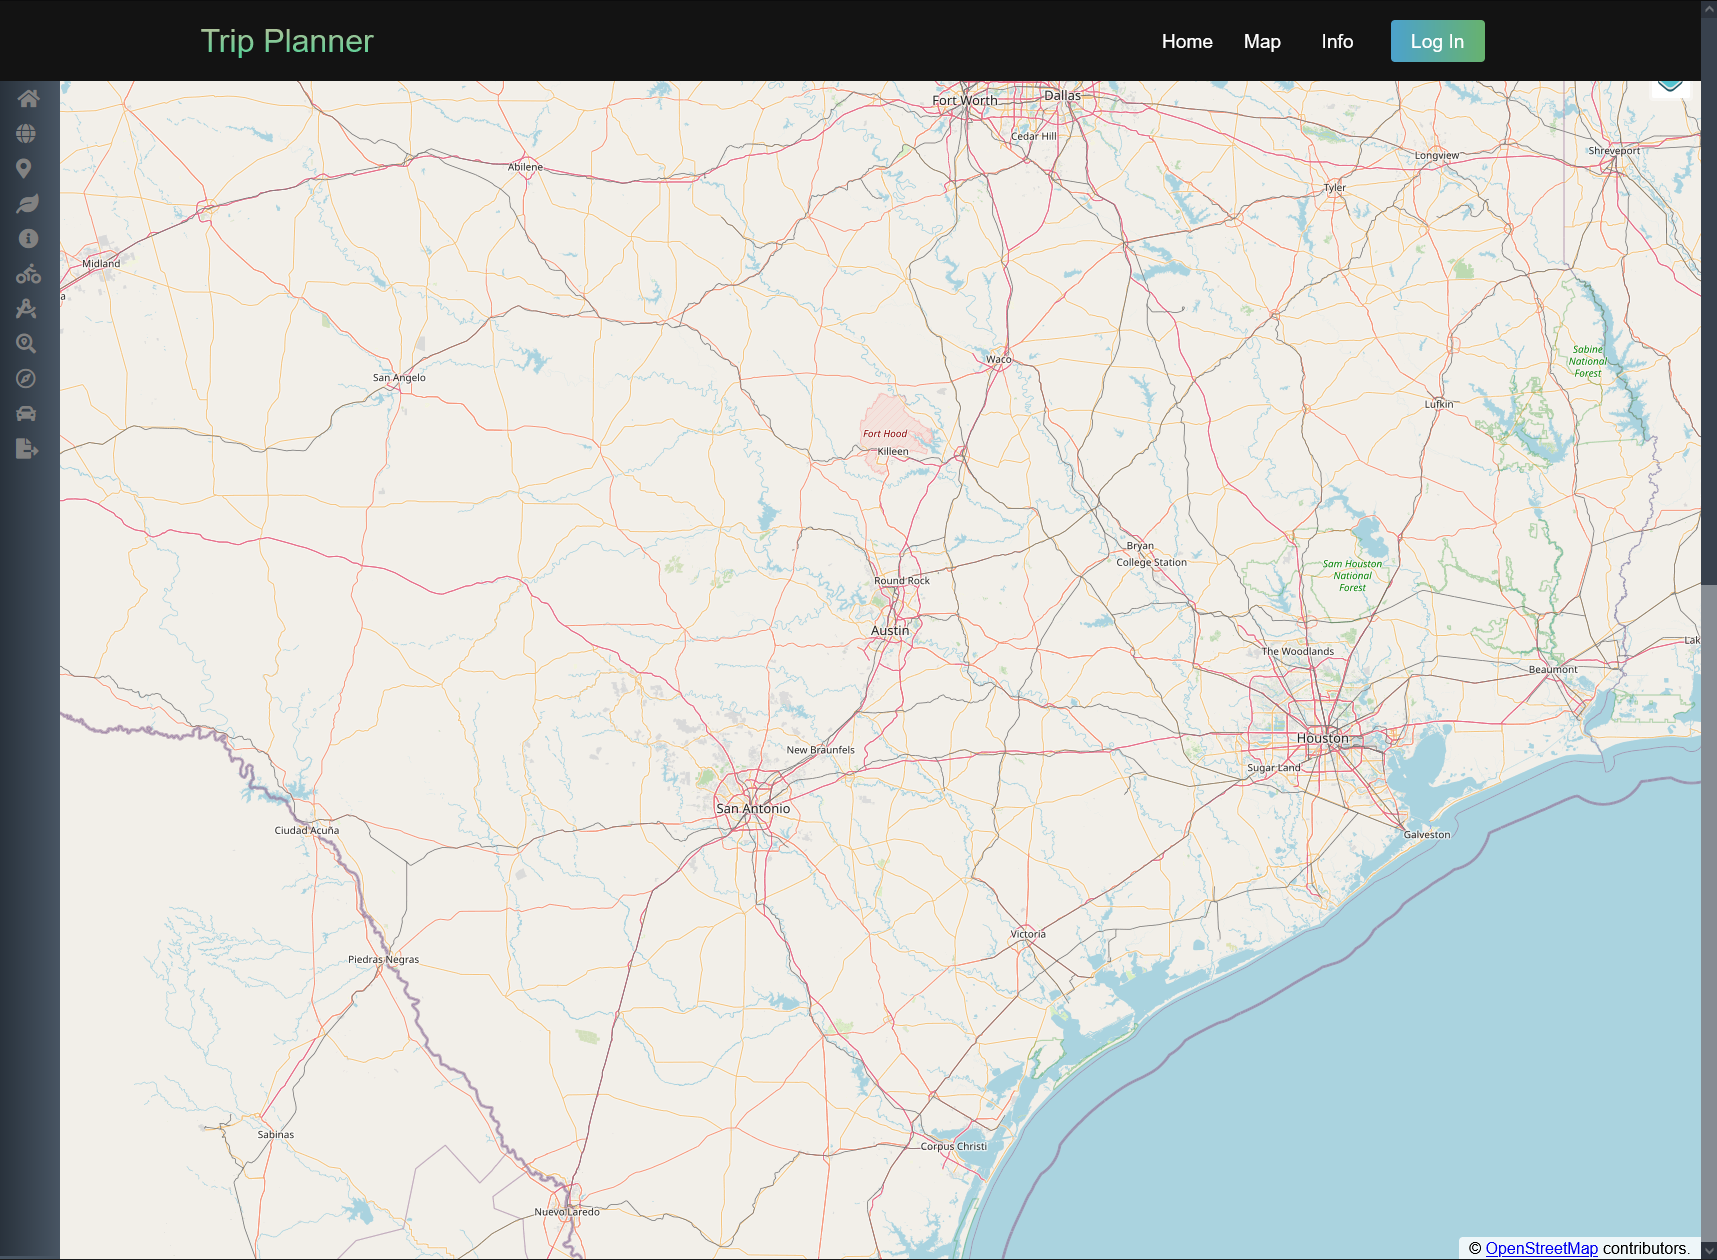 Trip Planner
Home
Map
Info
Log In
Fort Worth
Dallas
Cedar Hill
Abilene
Longview
Shreveport
Tyler
Midland
a
Waco
Sabine
National
Forest
San Angelo
Lufkin
Fort Hood
Killeen
Bryan
College Station
Sam Houston
National
Forest
Round Rock
Austin
Lak
The Woodlands
Beaumont
Houston
New Braunfels
Sugar Land
San Antonio
Ciudad Acuña
Galveston
Victoria
Piedras Negras
Sabinas
Corpus Christi
Nuevo Laredo
© OpenStreetMap contributors.